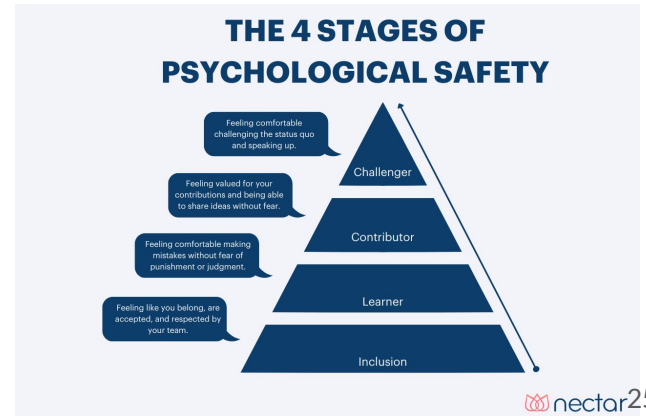 THE 4 STAGES OF
PSYCHOLOGICAL SAFETY
Feeling comfortable
challenging the status quo
and speaking up.
Challenger
Feeling valued for your
contributions and being able
to share ideas without fear.
Contributor
Feeling comfortable making
mistakes without fear of
punishment or judgment.
Learner
Feeling like you belong, are
accepted, and respected by
your team.
Inclusion
nectar
25